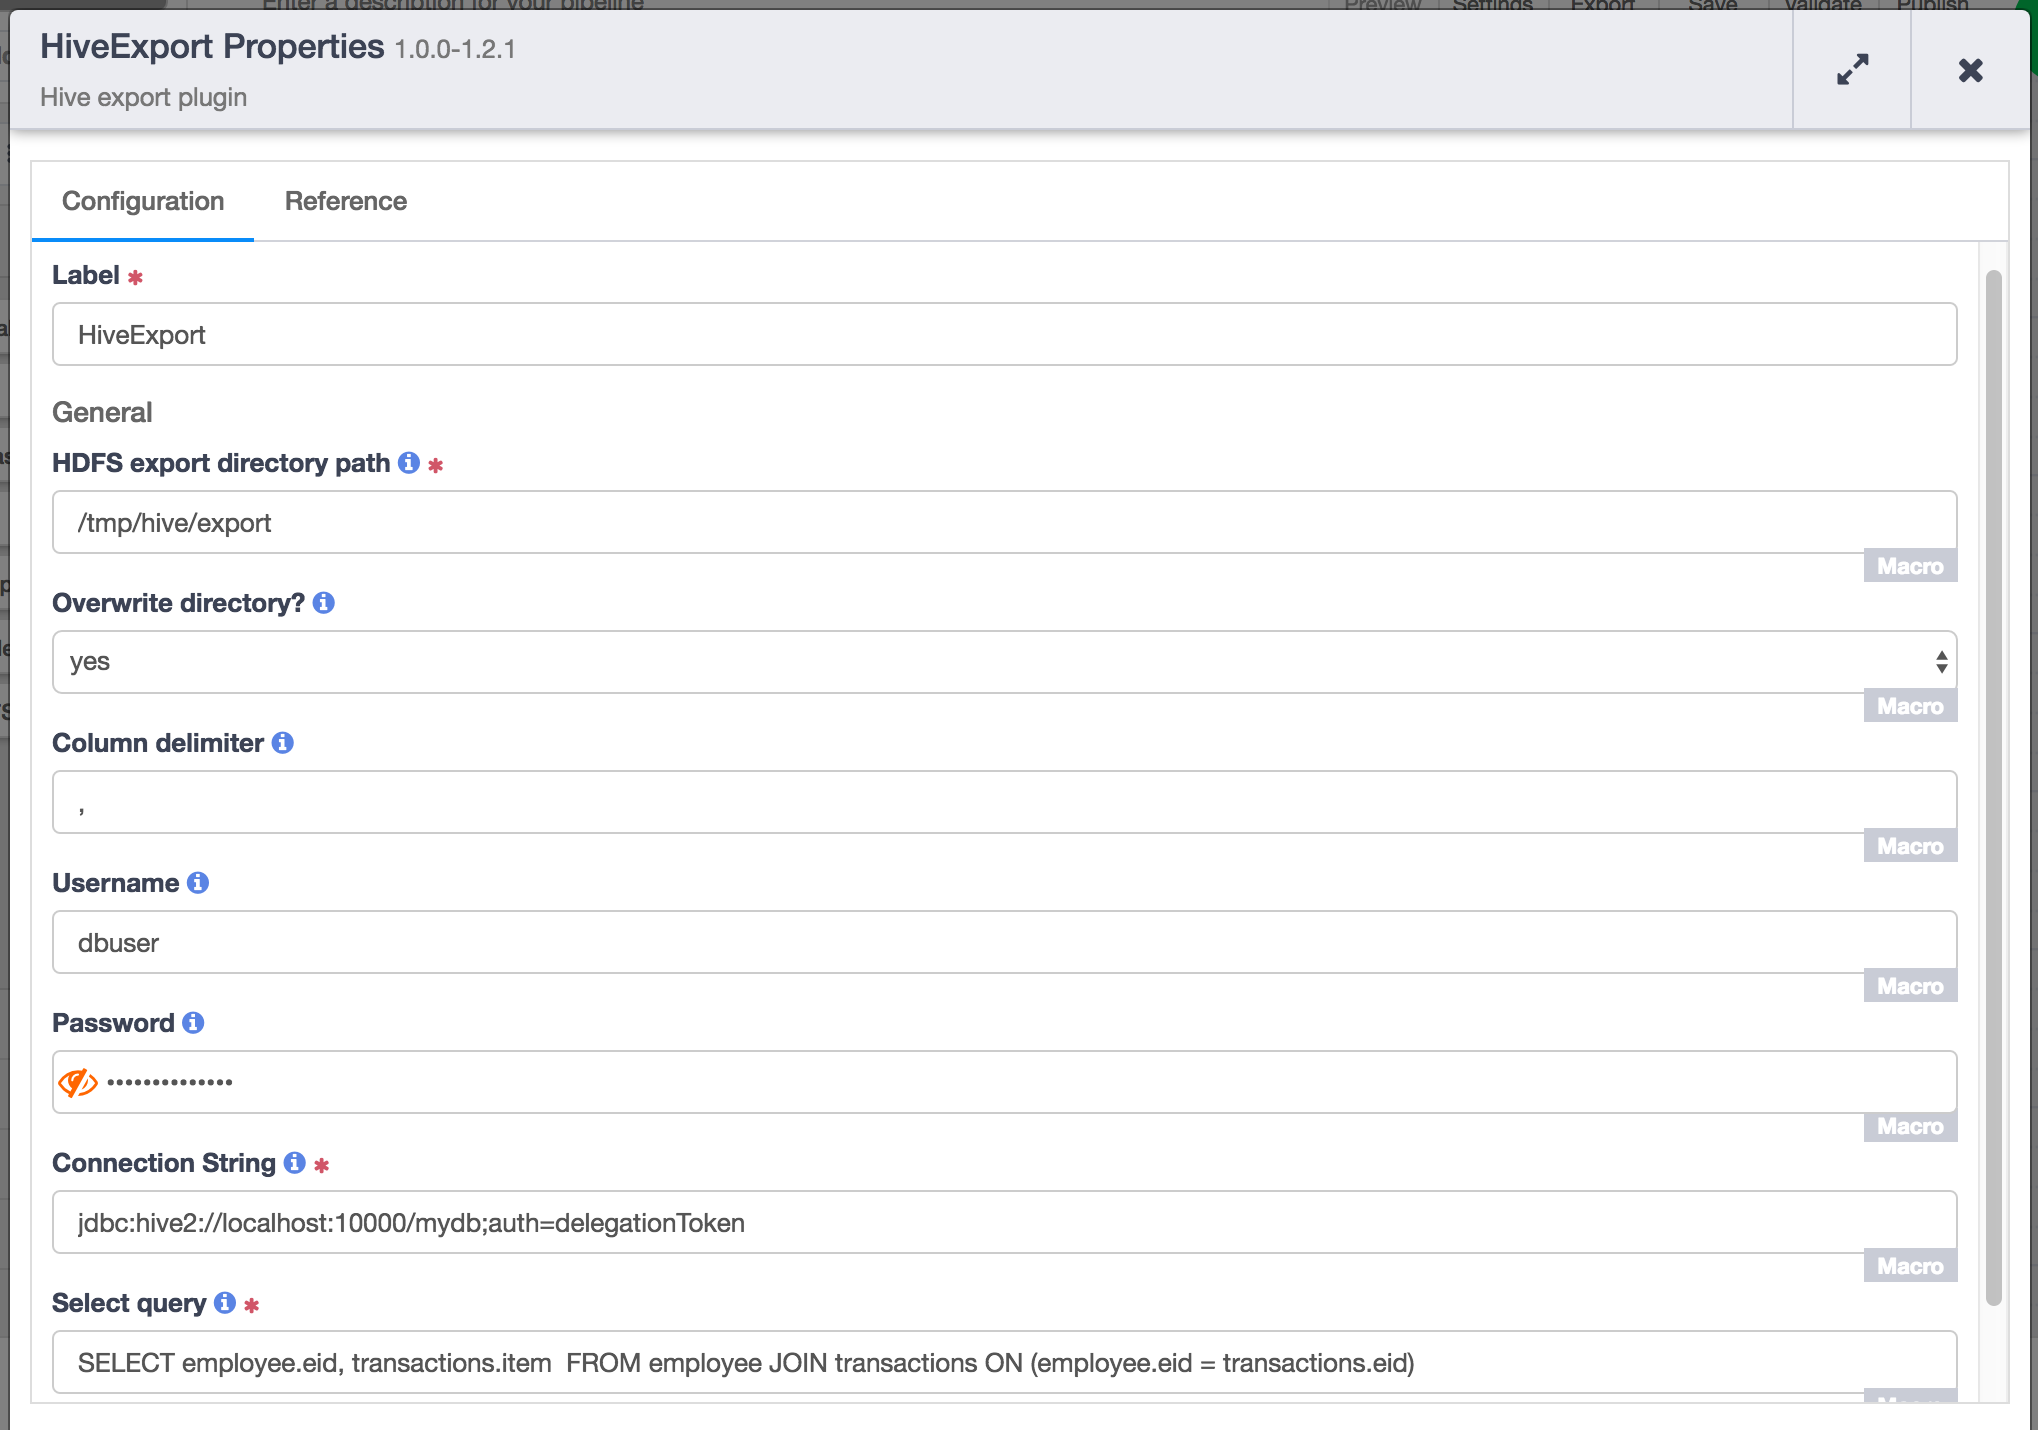 Enter a description for your pipeline
Preview Settings Export Save Validate Publish
HiveExport Properties 1.0.0-1.2.1
Hive export plugin
Configuration Reference
Label *
HiveExport
General
HDFS export directory path *
/tmp/hive/export
Macro
Overwrite directory?
yes
Macro
Column delimiter
,
Macro
Username
dbuser
Macro
Password
••••••••••••••
Macro
Connection String *
jdbc:hive2://localhost:10000/mydb;auth=delegationToken
Macro
Select query *
SELECT employee.eid, transactions.item  FROM employee JOIN transactions ON (employee.eid = transactions.eid)